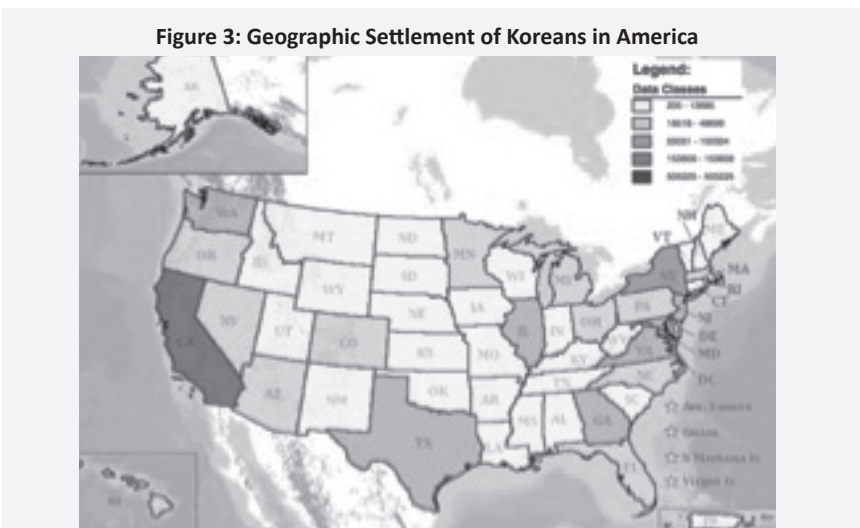 Figure 3: Geographic Settlement of Koreans in America
Legend:
Data Classes
AK
WA
OR
ID
MT
ND
SD
MN
WI
MI
WY
NE
IA
NV
UT
CO
KS
MO
IL
IN
OH
PA
NY
VT
NH
ME
MA
RI
CT
NJ
DE
MD
DC
WV
VA
KY
TN
NC
SC
CA
AZ
NM
OK
AR
TX
LA
MS
AL
GA
FL
HI
Guam
N Mariana Is
Virgin Is